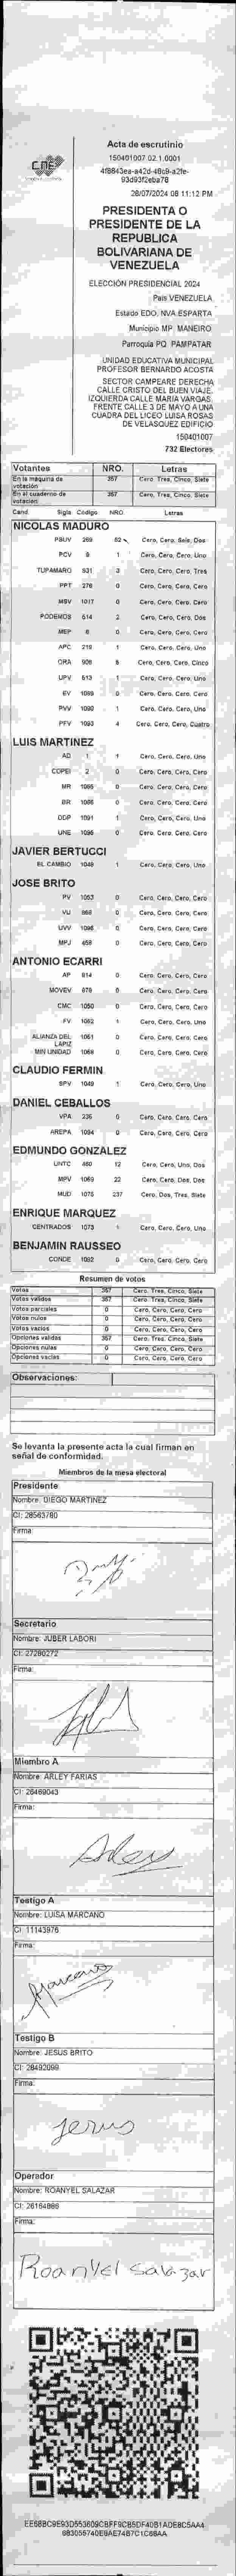 CNE
Acta de escrutinio
150401007.02.1.0001
4f8843ea-a42d-48c9-a2fe-
93d93f2eba78
28/07/2024 08:11:12 PM
PRESIDENTA O
PRESIDENTE DE LA
REPUBLICA
BOLIVARIANA DE
VENEZUELA
ELECCIÓN PRESIDENCIAL 2024
País VENEZUELA
Estado EDO. NVA.ESPARTA
Municipio MP. MANEIRO
Parroquia PQ. PAMPATAR
UNIDAD EDUCATIVA MUNICIPAL
PROFESOR BERNARDO ACOSTA
SECTOR CAMPEARE DERECHA
CALLE CRISTO DEL BUEN VIAJE.
IZQUIERDA CALLE MARIA VARGAS.
FRENTE CALLE 3 DE MAYO A UNA
CUADRA DEL LICEO LUISA ROSAS
DE VELASQUEZ EDIFICIO
150401007
732 Electores
Votantes NRO. Letras
En la máquina de votación 357 Cero, Tres, Cinco, Siete
En el cuaderno de votación 357 Cero, Tres, Cinco, Siete
Cand. Sigla Código NRO. Letras
NICOLAS MADURO
PSUV 269 62 Cero, Cero, Seis, Dos
PCV 9 1 Cero, Cero, Cero, Uno
TUPAMARO 931 3 Cero, Cero, Cero, Tres
PPT 276 0 Cero, Cero, Cero, Cero
MSV 1017 0 Cero, Cero, Cero, Cero
PODEMOS 514 2 Cero, Cero, Cero, Dos
MEP 8 0 Cero, Cero, Cero, Cero
APC 219 1 Cero, Cero, Cero, Uno
ORA 908 5 Cero, Cero, Cero, Cinco
UPV 613 1 Cero, Cero, Cero, Uno
EV 1089 0 Cero, Cero, Cero, Cero
PVV 1090 1 Cero, Cero, Cero, Uno
PFV 1093 4 Cero, Cero, Cero, Cuatro
LUIS MARTINEZ
AD 1 1 Cero, Cero, Cero, Uno
COPEI 2 0 Cero, Cero, Cero, Cero
MR 1065 0 Cero, Cero, Cero, Cero
BR 1066 0 Cero, Cero, Cero, Cero
DDP 1091 1 Cero, Cero, Cero, Uno
UNE 1096 0 Cero, Cero, Cero, Cero
JAVIER BERTUCCI
EL CAMBIO 1048 1 Cero, Cero, Cero, Uno
JOSE BRITO
PV 1053 0 Cero, Cero, Cero, Cero
VU 868 0 Cero, Cero, Cero, Cero
UVV 1098 0 Cero, Cero, Cero, Cero
MPJ 458 0 Cero, Cero, Cero, Cero
ANTONIO ECARRI
AP 814 0 Cero, Cero, Cero, Cero
MOVEV 878 0 Cero, Cero, Cero, Cero
CMC 1050 0 Cero, Cero, Cero, Cero
FV 1052 1 Cero, Cero, Cero, Uno
ALIANZA DEL LAPIZ 1051 0 Cero, Cero, Cero, Cero
MIN UNIDAD 1068 0 Cero, Cero, Cero, Cero
CLAUDIO FERMIN
SPV 1049 1 Cero, Cero, Cero, Uno
DANIEL CEBALLOS
VPA 236 0 Cero, Cero, Cero, Cero
AREPA 1094 0 Cero, Cero, Cero, Cero
EDMUNDO GONZALEZ
UNTC 480 12 Cero, Cero, Uno, Dos
MPV 1069 22 Cero, Cero, Dos, Dos
MUD 1075 237 Cero, Dos, Tres, Siete
ENRIQUE MARQUEZ
CENTRADOS 1073 1 Cero, Cero, Cero, Uno
BENJAMIN RAUSSEO
CONDE 1082 0 Cero, Cero, Cero, Cero
Resumen de votos
Votos 357 Cero, Tres, Cinco, Siete
Votos válidos 357 Cero, Tres, Cinco, Siete
Votos parciales 0 Cero, Cero, Cero, Cero
Votos nulos 0 Cero, Cero, Cero, Cero
Votos vacíos 0 Cero, Cero, Cero, Cero
Opciones válidas 357 Cero, Tres, Cinco, Siete
Opciones nulas 0 Cero, Cero, Cero, Cero
Opciones vacías 0 Cero, Cero, Cero, Cero
Observaciones:
Se levanta la presente acta la cual firman en
señal de conformidad.
Miembros de la mesa electoral
Presidente
Nombre: DIEGO MARTINEZ
CI: 28563780
Firma:
Secretario
Nombre: JUBER LABORI
CI: 27280272
Firma:
Miembro A
Nombre: ARLEY FARIAS
CI: 26469043
Firma:
Arley
Testigo A
Nombre: LUISA MARCANO
CI: 11143976
Firma:
Marcano
Testigo B
Nombre: JESUS BRITO
CI: 28492099
Firma:
Jesus
Operador
Nombre: ROANYEL SALAZAR
CI: 26164866
Firma:
Roanyel Salazar